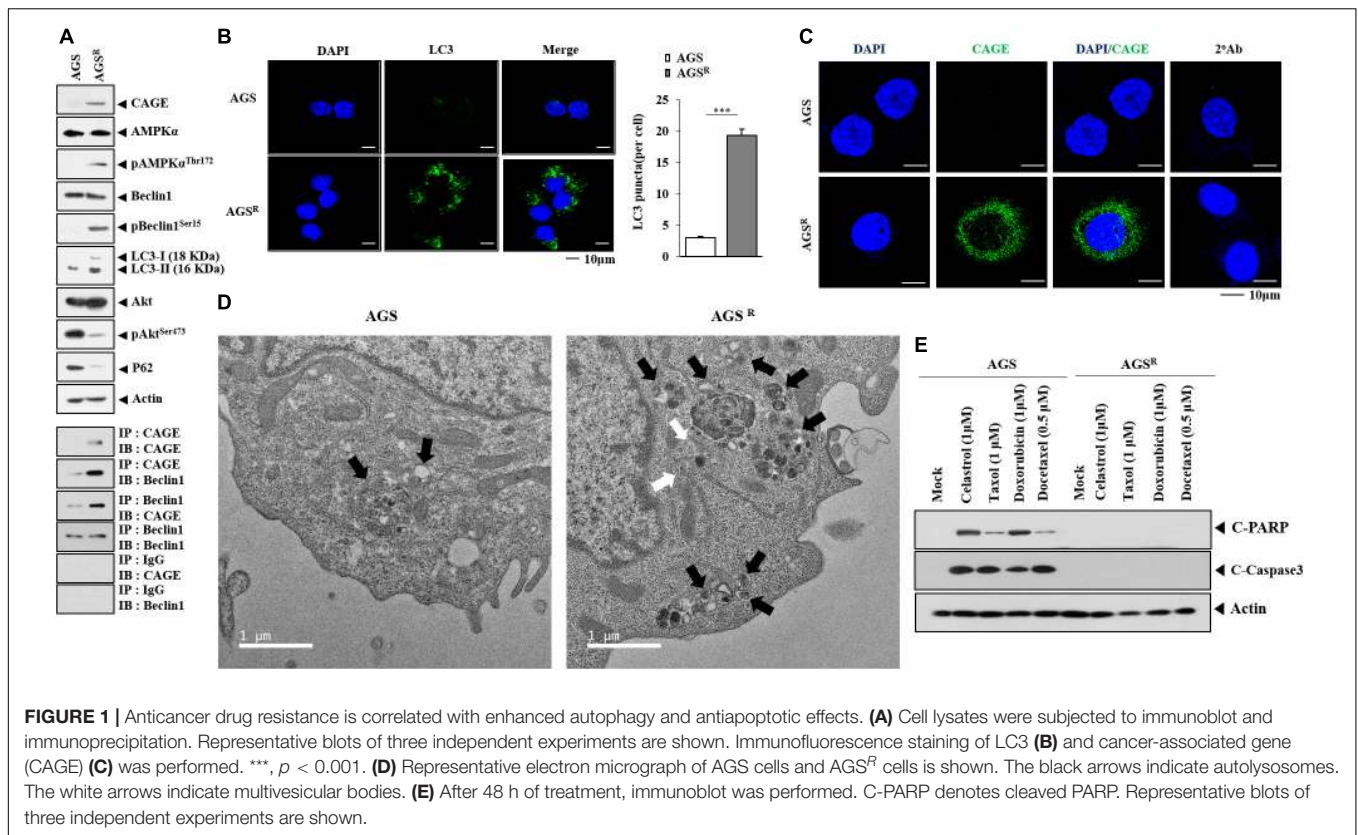 A
AGS
AGSᴿ
CAGE
AMPKα
pAMPKαThr172
Beclin1
pBeclin1Ser15
LC3-I (18 KDa)
LC3-II (16 KDa)
Akt
pAktSer473
P62
Actin
IP : CAGE
IB : CAGE
IP : CAGE
IB : Beclin1
IP : Beclin1
IB : CAGE
IP : Beclin1
IB : Beclin1
IP : IgG
IB : CAGE
IP : IgG
IB : Beclin1
B
DAPI LC3 Merge
AGS
AGSᴿ
10μm
AGS
AGSᴿ
LC3 puncta(per cell)
25
20
15
10
5
0
***
C
DAPI CAGE DAPI/CAGE 2°Ab
AGS
AGSᴿ
10μm
D
AGS AGS ᴿ
1 μm
1 μm
E
AGS AGSᴿ
Mock
Celastrol (1μM)
Taxol (1 μM)
Doxorubicin (1μM)
Docetaxel (0.5 μM)
Mock
Celastrol (1μM)
Taxol (1 μM)
Doxorubicin (1μM)
Docetaxel (0.5 μM)
C-PARP
C-Caspase3
Actin
FIGURE 1 | Anticancer drug resistance is correlated with enhanced autophagy and antiapoptotic effects. (A) Cell lysates were subjected to immunoblot and
immunoprecipitation. Representative blots of three independent experiments are shown. Immunofluorescence staining of LC3 (B) and cancer-associated gene
(CAGE) (C) was performed. ***, p < 0.001. (D) Representative electron micrograph of AGS cells and AGSᴿ cells is shown. The black arrows indicate autolysosomes.
The white arrows indicate multivesicular bodies. (E) After 48 h of treatment, immunoblot was performed. C-PARP denotes cleaved PARP. Representative blots of
three independent experiments are shown.